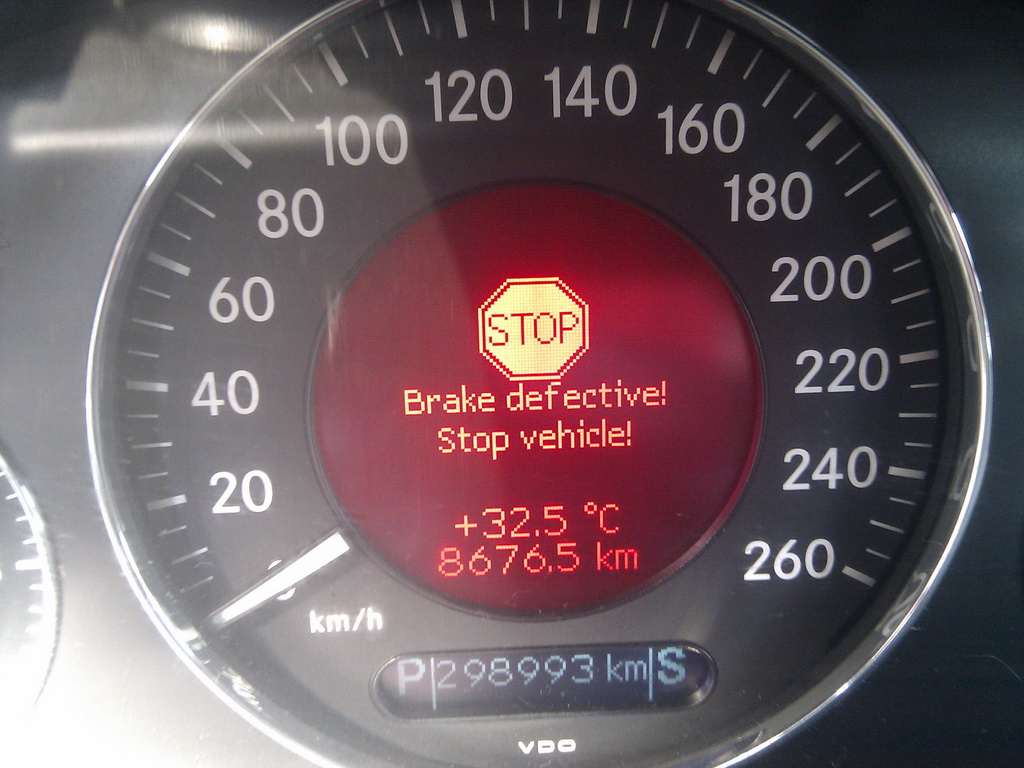 120 140
100 160
80 180
60 200
40 220
20 240
0 260
STOP
Brake defective!
Stop vehicle!
+32.5 °C
8676,5 km
km/h
P 298993 km S
VDO